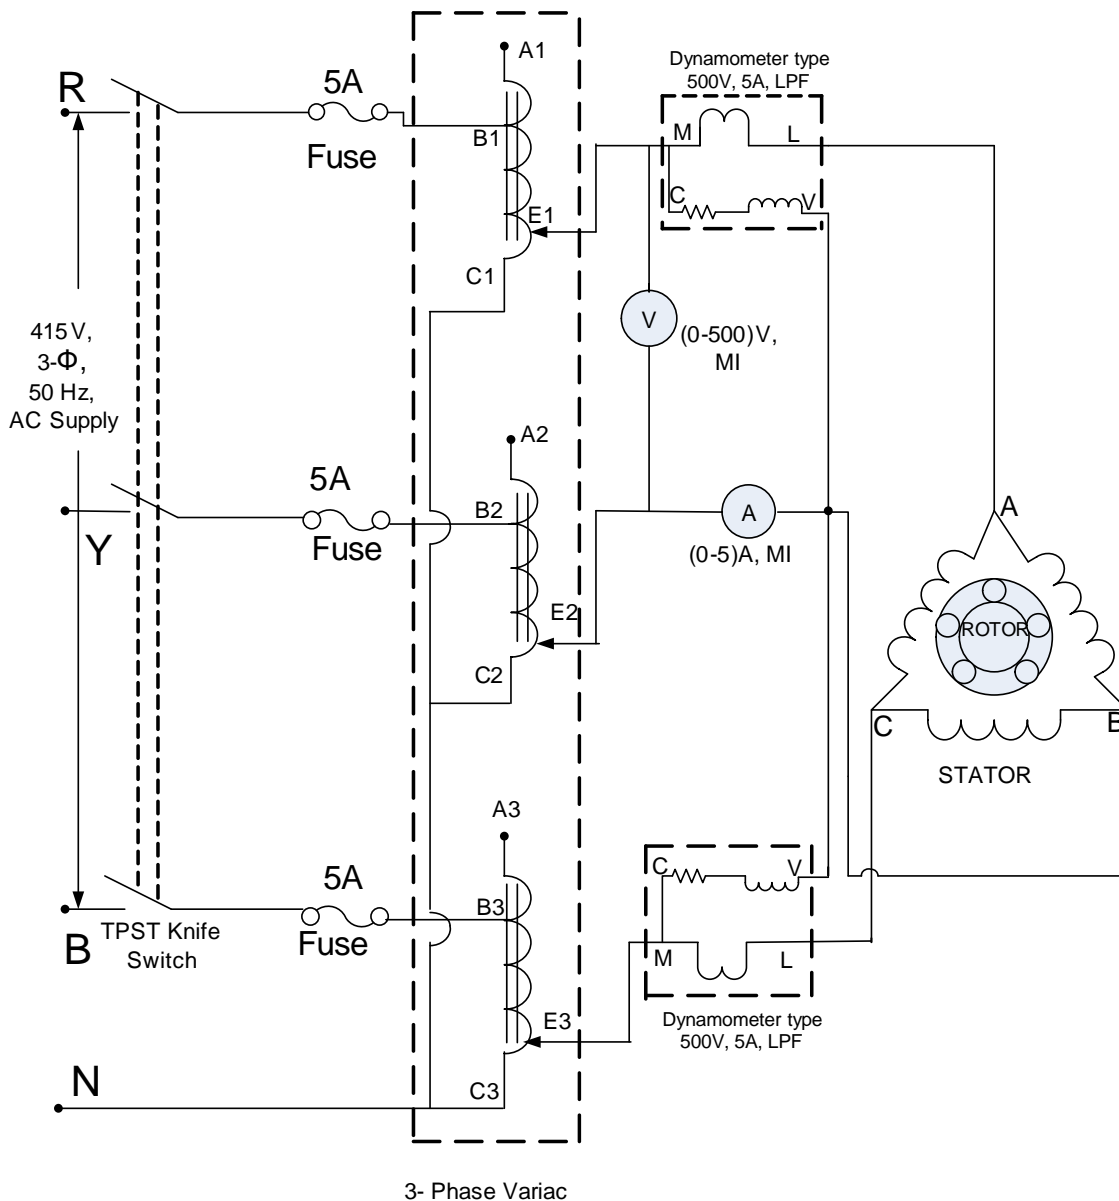 R
5A
Fuse
A1
B1
E1
C1
Dynamometer type
500V, 5A, LPF
M
L
C
V
V
(0-500)V,
MI
415V,
3-Φ,
50 Hz,
AC Supply
Y
5A
Fuse
A2
B2
E2
C2
A
(0-5)A, MI
A
ROTOR
C
B
STATOR
B
TPST Knife
Switch
5A
Fuse
A3
B3
E3
C3
C
V
M
L
Dynamometer type
500V, 5A, LPF
N
3- Phase Variac